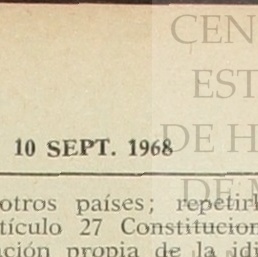 CEN
EST
10 SEPT. 1968
DE H
otros países; repetir
DE M
tículo 27 Constitucion
ación propia de la idi